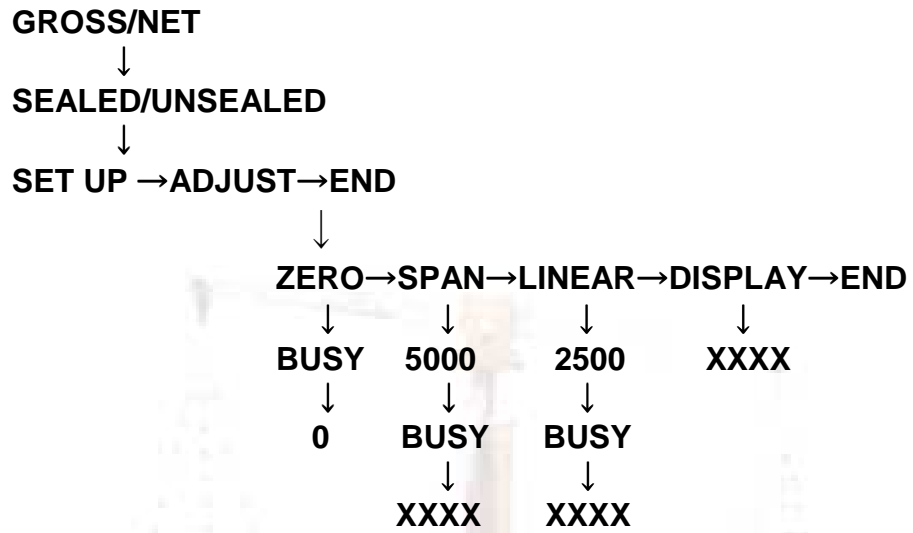 GROSS/NET
↓
SEALED/UNSEALED
↓
SET UP →ADJUST→END
↓
ZERO→SPAN→LINEAR→DISPLAY→END
↓ ↓ ↓ ↓
BUSY 5000 2500 XXXX
↓ ↓ ↓
0 BUSY BUSY
↓ ↓
XXXX XXXX